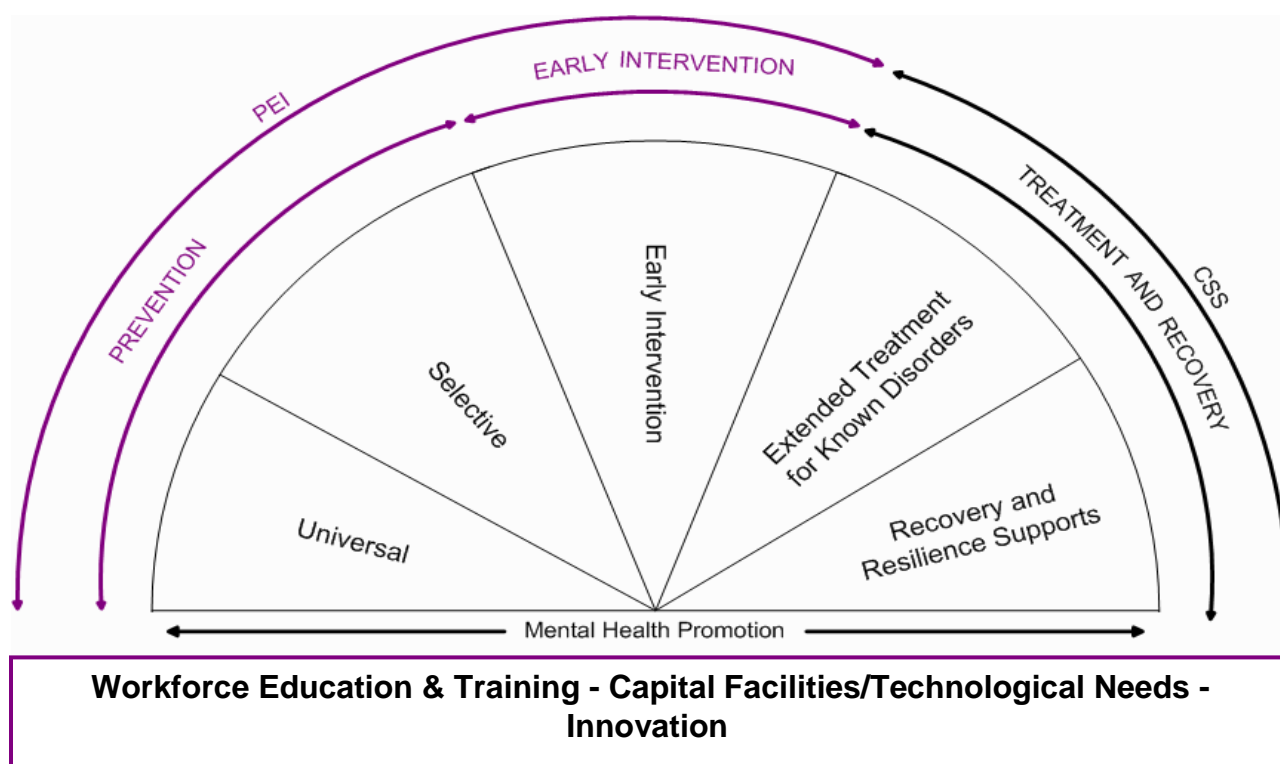 PEI
EARLY INTERVENTION
PREVENTION
TREATMENT AND RECOVERY
CSS
Universal
Selective
Early Intervention
Extended Treatment
for Known Disorders
Recovery and
Resilience Supports
Mental Health Promotion
Workforce Education & Training - Capital Facilities/Technological Needs -
Innovation